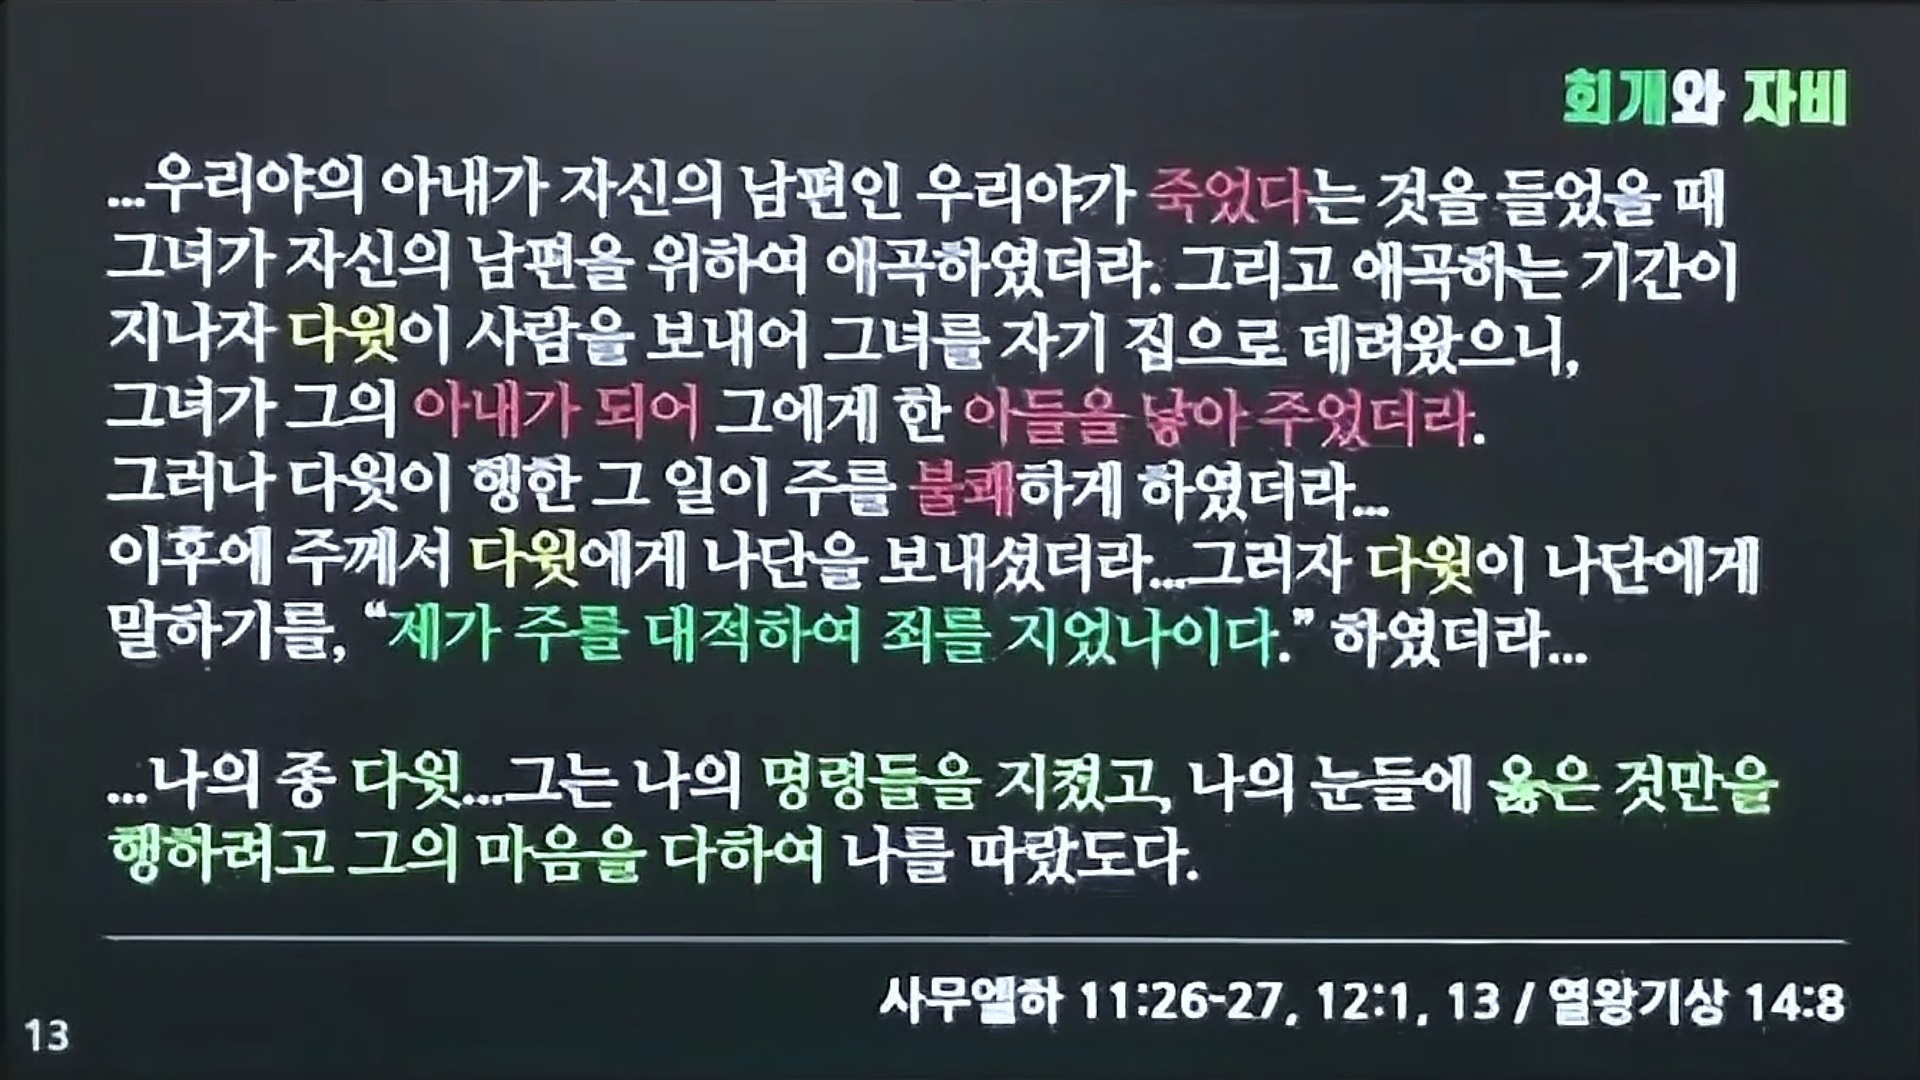 회개와 자비
...우리야의 아내가 자신의 남편인 우리야가 죽었다는 것을 들었을 때
그녀가 자신의 남편을 위하여 애곡하였더라. 그리고 애곡하는 기간이
지나자 다윗이 사람을 보내어 그녀를 자기 집으로 데려왔으니,
그녀가 그의 아내가 되어 그에게 한 아들을 낳아 주었더라.
그러나 다윗이 행한 그 일이 주를 불쾌하게 하였더라...
이후에 주께서 다윗에게 나단을 보내셨더라...그러자 다윗이 나단에게
말하기를, “제가 주를 대적하여 죄를 지었나이다.” 하였더라...
...나의 종 다윗...그는 나의 명령들을 지켰고, 나의 눈들에 옳은 것만을
행하려고 그의 마음을 다하여 나를 따랐도다.
사무엘하 11:26-27, 12:1, 13 / 열왕기상 14:8
13